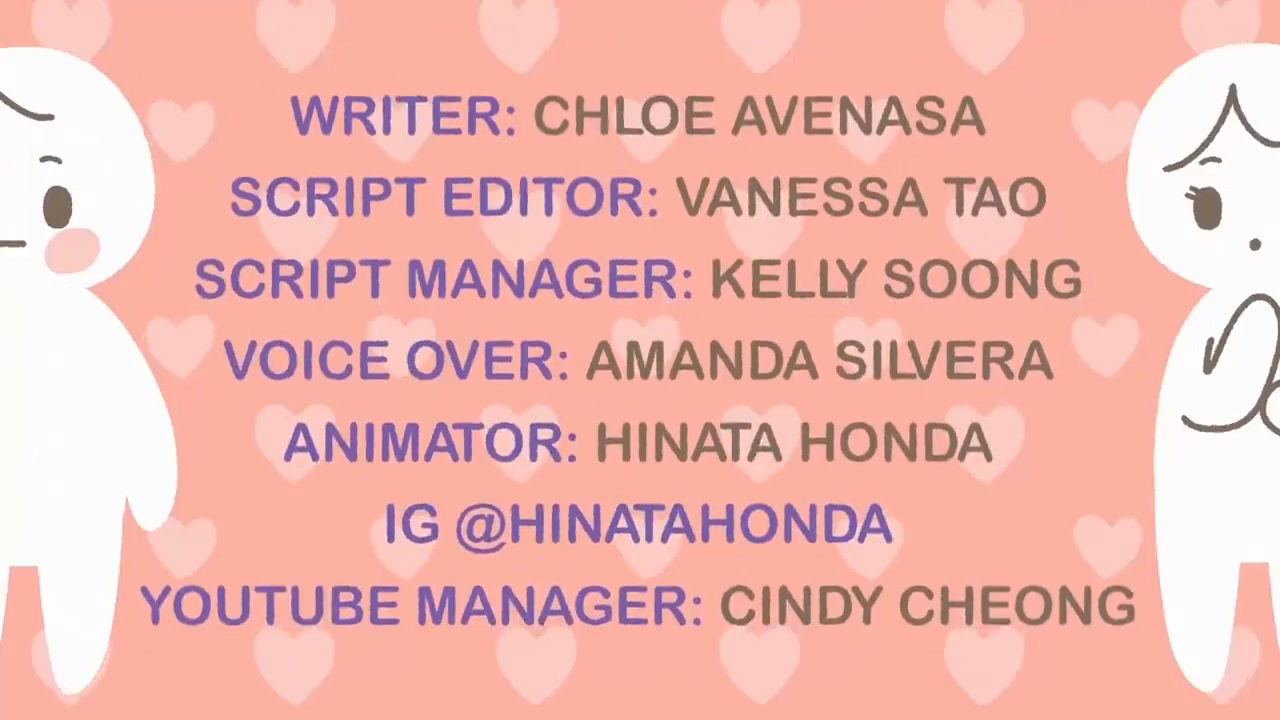 WRITER: CHLOE AVENASA
SCRIPT EDITOR: VANESSA TAO
SCRIPT MANAGER: KELLY SOONG
VOICE OVER: AMANDA SILVERA
ANIMATOR: HINATA HONDA
IG @HINATAHONDA
YOUTUBE MANAGER: CINDY CHEONG